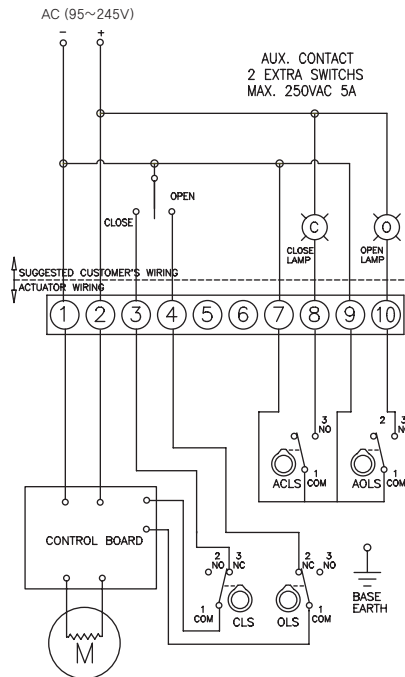 AC (95～245V)
− +
AUX. CONTACT
2 EXTRA SWITCHS
MAX. 250VAC 5A
OPEN
CLOSE
C O
CLOSE
LAMP
OPEN
LAMP
SUGGESTED CUSTOMER'S WIRING
ACTUATOR WIRING
1 2 3 4 5 6 7 8 9 10
3
NO
2 3
NO
ACLS
1
COM
AOLS
1
COM
CONTROL BOARD
2
NO
3
NC
2
NC
3
NO
1
COM
CLS
OLS
1
COM
BASE
EARTH
M